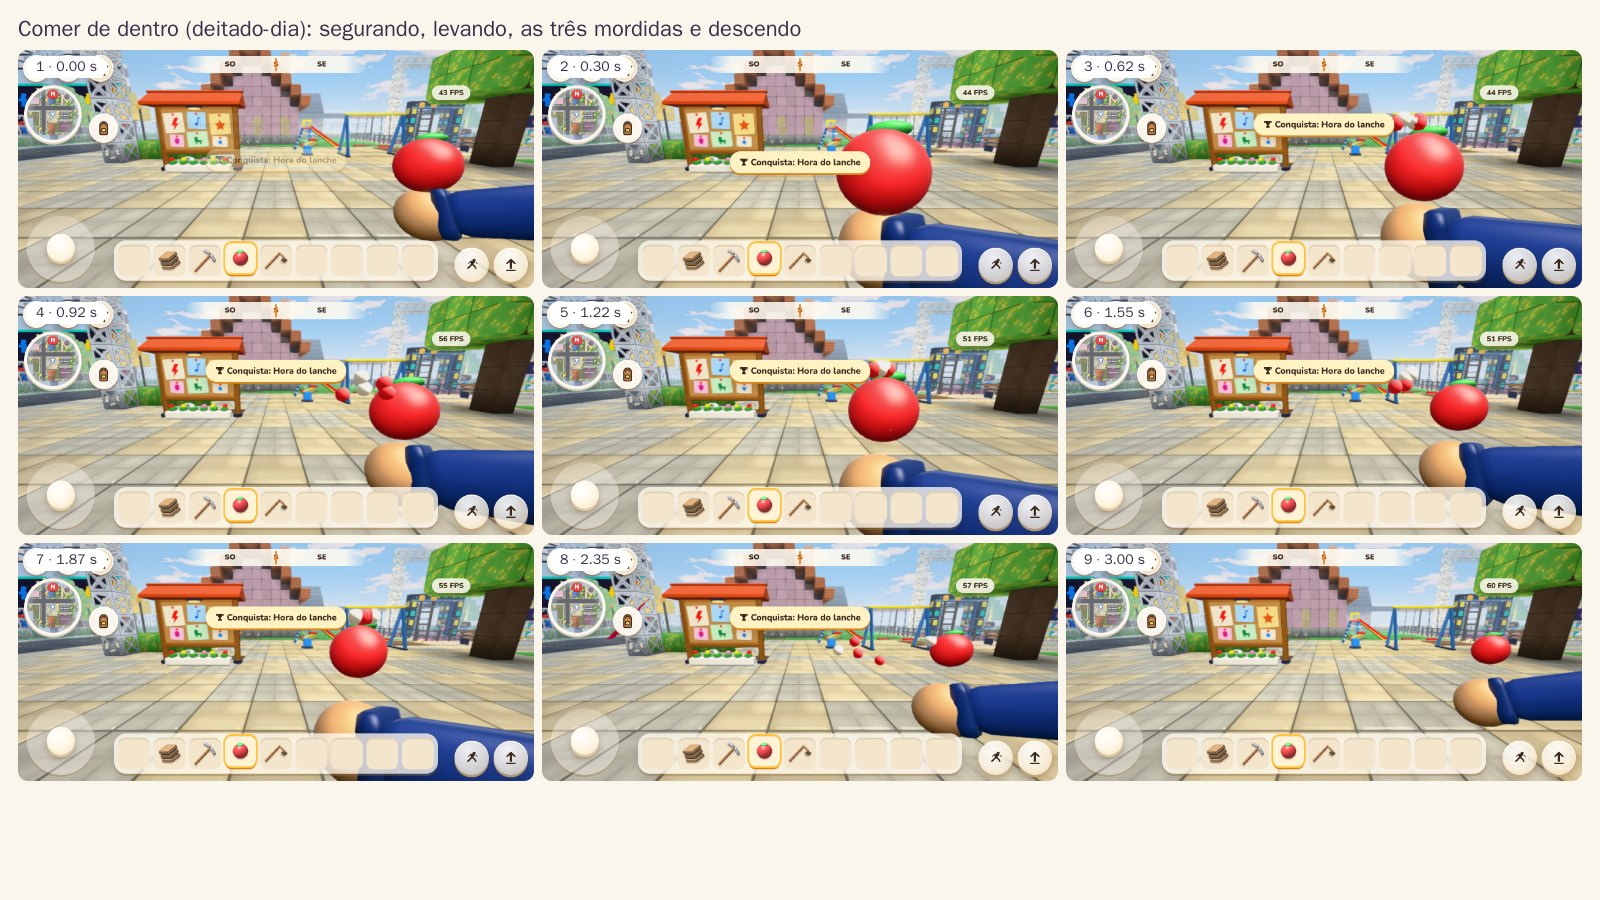 Comer de dentro (deitado-dia): segurando, levando, as três mordidas e descendo
1 · 0.00 s
SO S SE
N
43 FPS
Conquista: Hora do lanche
2 · 0.30 s
SO S SE
N
44 FPS
Conquista: Hora do lanche
3 · 0.62 s
SO S SE
N
44 FPS
Conquista: Hora do lanche
4 · 0.92 s
SO S SE
N
56 FPS
Conquista: Hora do lanche
5 · 1.22 s
SO S SE
N
51 FPS
Conquista: Hora do lanche
6 · 1.55 s
SO S SE
N
51 FPS
Conquista: Hora do lanche
7 · 1.87 s
SO S SE
N
55 FPS
Conquista: Hora do lanche
8 · 2.35 s
SO S SE
N
57 FPS
Conquista: Hora do lanche
9 · 3.00 s
SO S SE
N
60 FPS